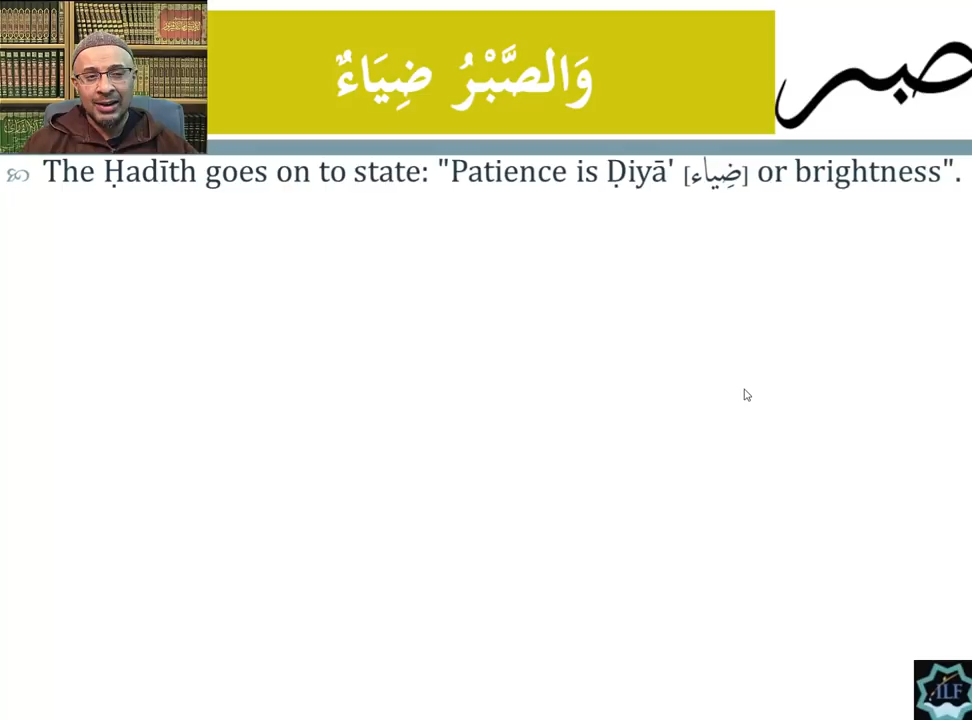 وَالصَّبْرُ ضِيَاءٌ
صبر
The Ḥadīth goes on to state: "Patience is Ḍiyā' [ضِياء] or brightness".
ILF